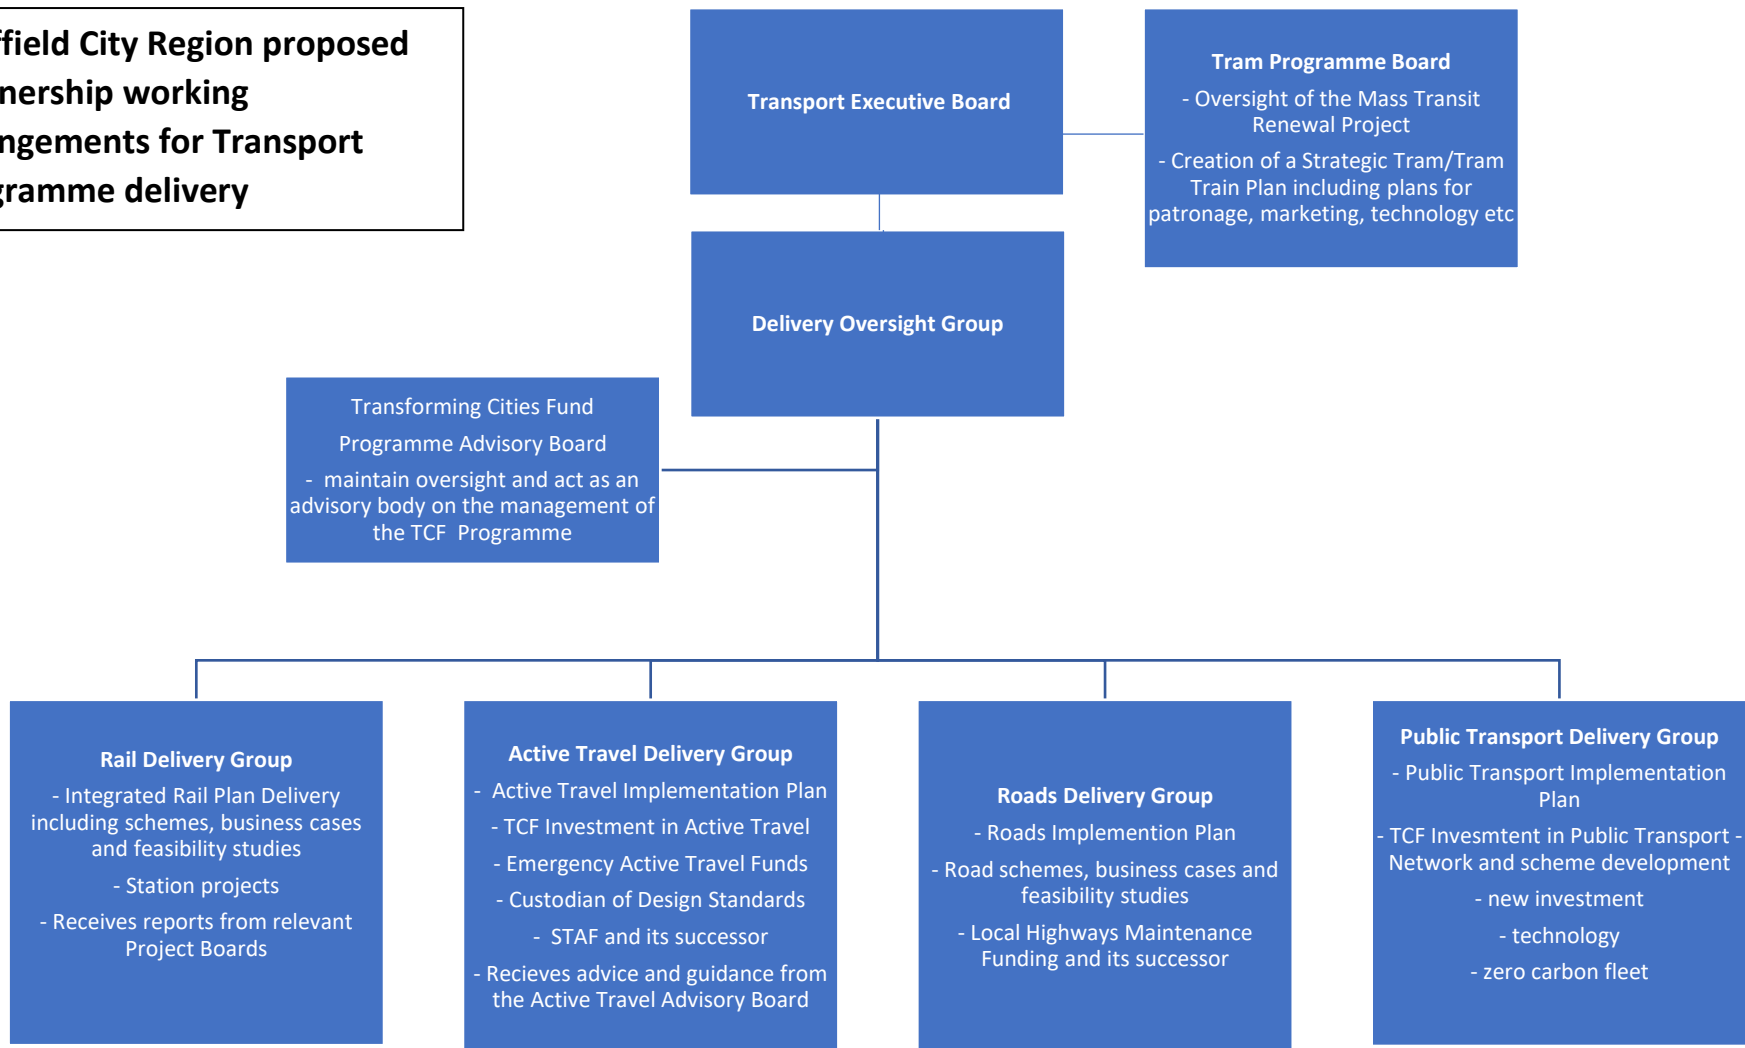 ffield City Region proposed
nership working
ngements for Transport
gramme delivery
Transport Executive Board
Tram Programme Board
- Oversight of the Mass Transit
Renewal Project
- Creation of a Strategic Tram/Tram
Train Plan including plans for
patronage, marketing, technology etc
Delivery Oversight Group
Transforming Cities Fund
Programme Advisory Board
- maintain oversight and act as an
advisory body on the management of
the TCF Programme
Rail Delivery Group
- Integrated Rail Plan Delivery
including schemes, business cases
and feasibility studies
- Station projects
- Receives reports from relevant
Project Boards
Active Travel Delivery Group
- Active Travel Implementation Plan
- TCF Investment in Active Travel
- Emergency Active Travel Funds
- Custodian of Design Standards
- STAF and its successor
- Recieves advice and guidance from
the Active Travel Advisory Board
Roads Delivery Group
- Roads Implemention Plan
- Road schemes, business cases and
feasibility studies
- Local Highways Maintenance
Funding and its successor
Public Transport Delivery Group
- Public Transport Implementation
Plan
- TCF Invesmtent in Public Transport -
Network and scheme development
- new investment
- technology
- zero carbon fleet